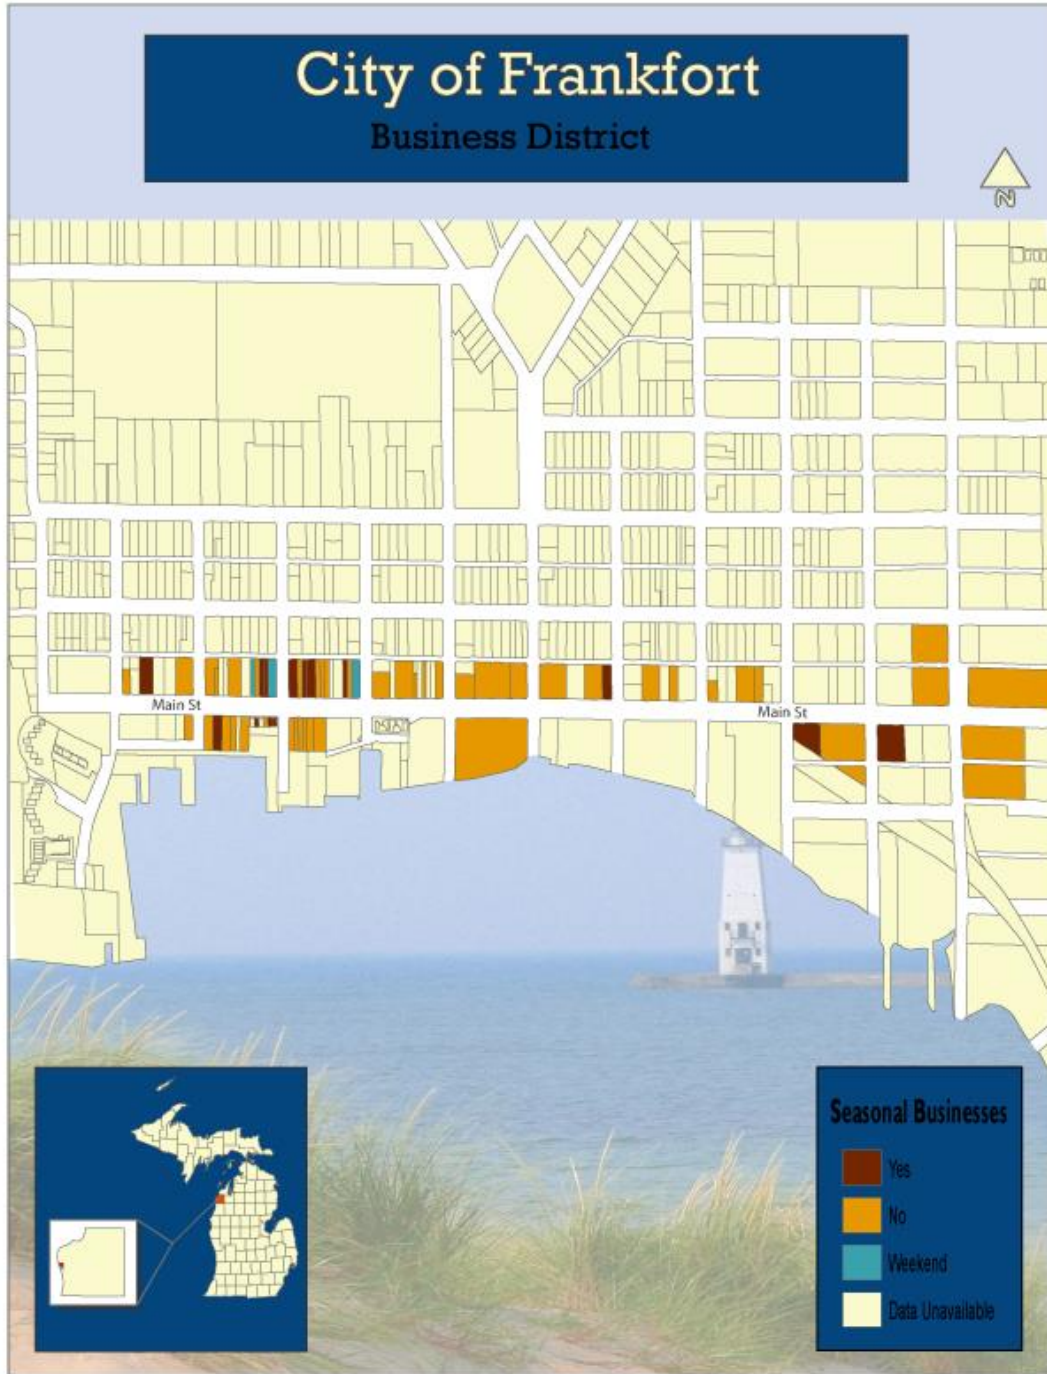 City of Frankfort
Business District
N
Main St
Main St
Seasonal Businesses
Yes
No
Weekend
Data Unavailable